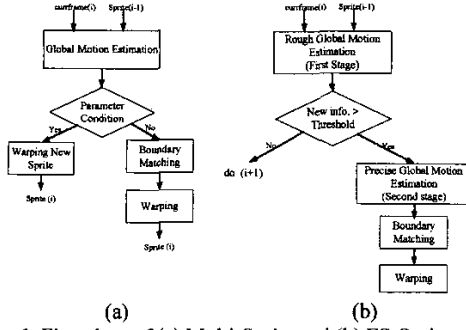 currframe(i) Sprite(i-1)
Global Motion Estimation
Parameter
Condition
Yes
No
Warping New
Sprite
Boundary
Matching
Sprite (i)
Warping
Sprite (i)
(a)
currframe(i) Sprite(i-1)
Rough Global Motion
Estimation
(First Stage)
New info. >
Threshold
No
Yes
do (i+1)
Precise Global Motion
Estimation
(Second stage)
Boundary
Matching
Warping
(b)